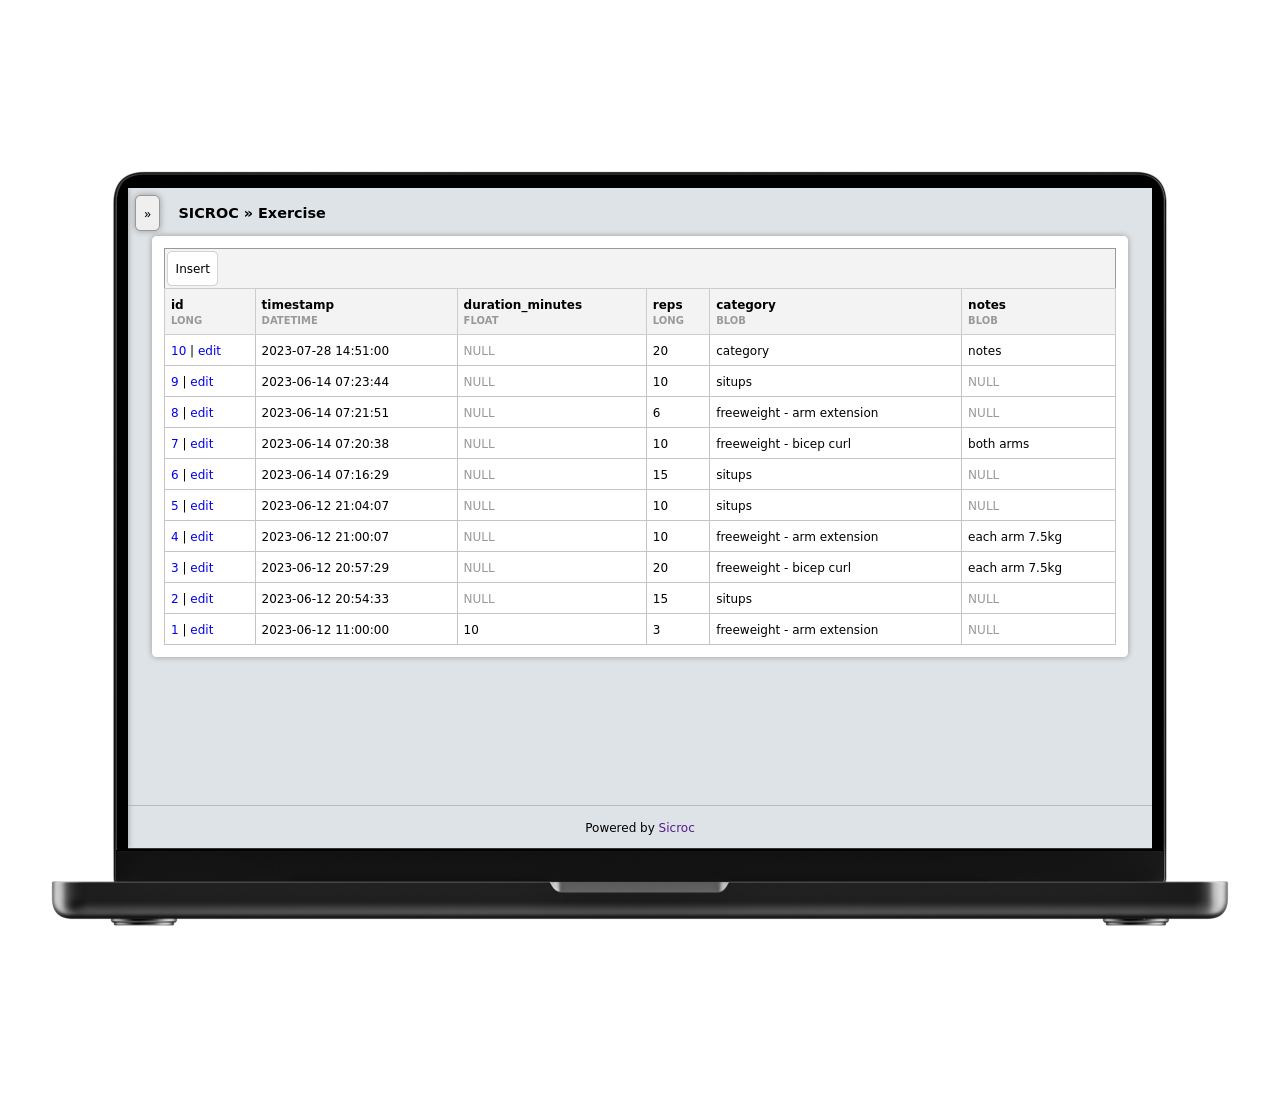 » SICROC » Exercise
Insert
id timestamp duration_minutes reps category notes
LONG DATETIME FLOAT LONG BLOB BLOB
10 | edit 2023-07-28 14:51:00 NULL 20 category notes
9 | edit 2023-06-14 07:23:44 NULL 10 situps NULL
8 | edit 2023-06-14 07:21:51 NULL 6 freeweight - arm extension NULL
7 | edit 2023-06-14 07:20:38 NULL 10 freeweight - bicep curl both arms
6 | edit 2023-06-14 07:16:29 NULL 15 situps NULL
5 | edit 2023-06-12 21:04:07 NULL 10 situps NULL
4 | edit 2023-06-12 21:00:07 NULL 10 freeweight - arm extension each arm 7.5kg
3 | edit 2023-06-12 20:57:29 NULL 20 freeweight - bicep curl each arm 7.5kg
2 | edit 2023-06-12 20:54:33 NULL 15 situps NULL
1 | edit 2023-06-12 11:00:00 10 3 freeweight - arm extension NULL
Powered by Sicroc